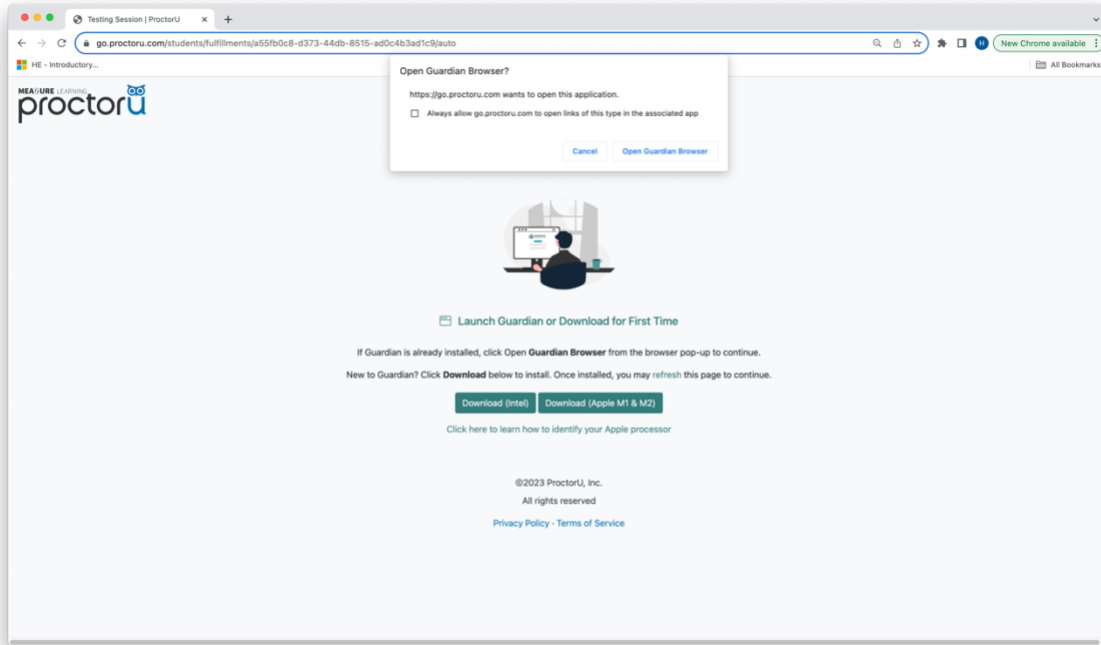 Testing Session | ProctorU
go.proctoru.com/students/fulfillments/a55fb0c8-d373-44db-8515-ad0c4b3ad1c9/auto
H
New Chrome available
HE - Introductory...
All Bookmarks
MEASURE LEARNING
proctoru
Open Guardian Browser?
https://go.proctoru.com wants to open this application.
Always allow go.proctoru.com to open links of this type in the associated app
Cancel
Open Guardian Browser
Launch Guardian or Download for First Time
If Guardian is already installed, click Open Guardian Browser from the browser pop-up to continue.
New to Guardian? Click Download below to install. Once installed, you may refresh this page to continue.
Download (Intel)
Download (Apple M1 & M2)
Click here to learn how to identify your Apple processor
©2023 ProctorU, Inc.
All rights reserved
Privacy Policy · Terms of Service